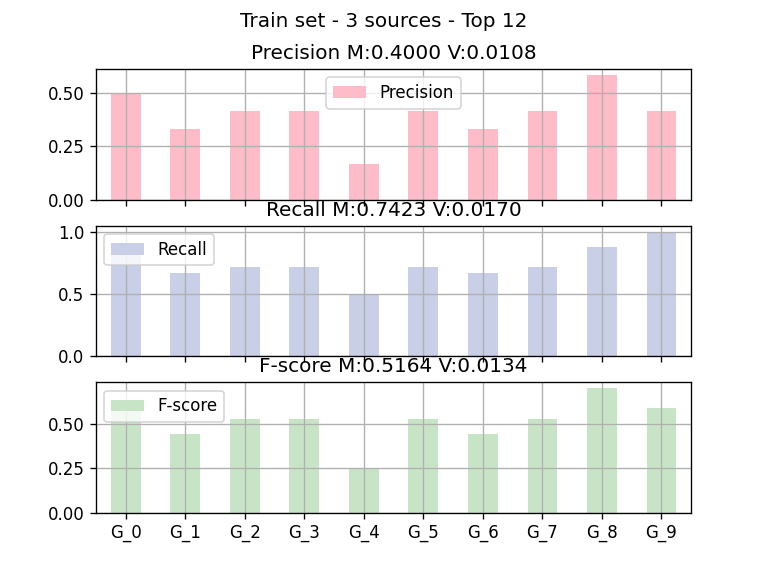 Train set - 3 sources - Top 12
Precision M:0.4000 V:0.0108
0.50
0.25
0.00
Precision
Recall M:0.7423 V:0.0170
1.0
0.5
0.0
Recall
F-score M:0.5164 V:0.0134
0.50
0.25
0.00
F-score
G_0 G_1 G_2 G_3 G_4 G_5 G_6 G_7 G_8 G_9